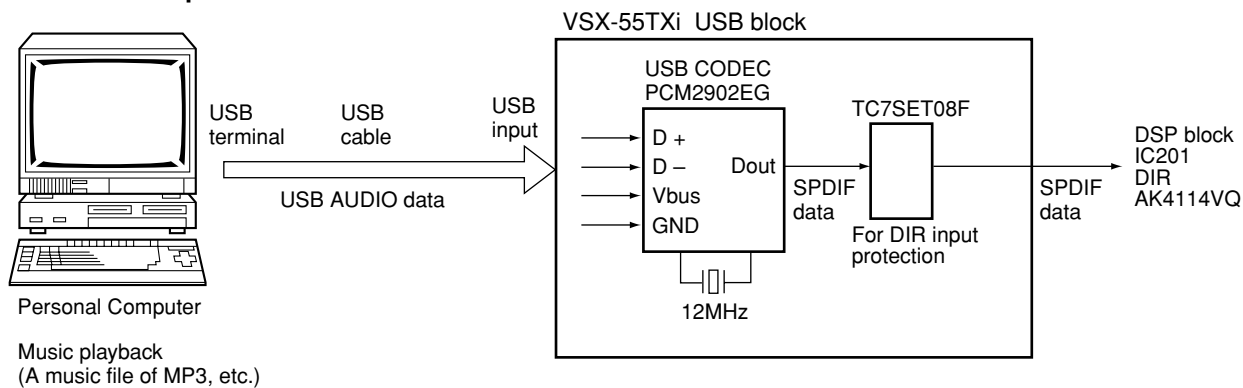 VSX-55TXi USB block
USB CODEC
PCM2902EG
TC7SET08F
USB
terminal
USB
cable
USB
input
USB AUDIO data
D +
D –
Vbus
GND
Dout
SPDIF
data
For DIR input
protection
12MHz
SPDIF
data
DSP block
IC201
DIR
AK4114VQ
Personal Computer
Music playback
(A music file of MP3, etc.)